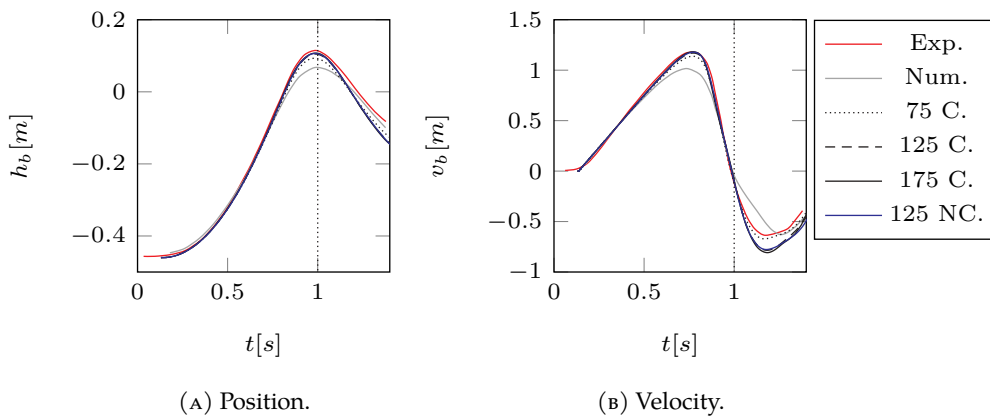 0.2
0
−0.2
−0.4
0
0.5
1
h_b[m]
t[s]
(A) Position.
1.5
1
0.5
0
−0.5
−1
0
0.5
1
v_b[m]
t[s]
(B) Velocity.
Exp.
Num.
75 C.
125 C.
175 C.
125 NC.